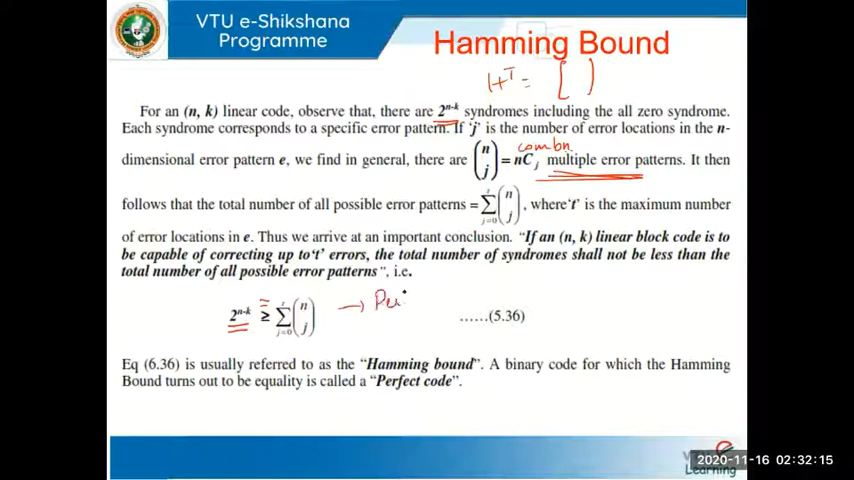 VTU e-Shikshana
Programme
Hamming Bound
H^T = [ ]
For an (n, k) linear code, observe that, there are 2^{n-k} syndromes including the all zero syndrome.
Each syndrome corresponds to a specific error pattern. If 'j' is the number of error locations in the n-
combn
dimensional error pattern e, we find in general, there are (n j) = nC_j multiple error patterns. It then
follows that the total number of all possible error patterns = ∑_{j=0}^{t} (n j), where't' is the maximum number
of error locations in e. Thus we arrive at an important conclusion. "If an (n, k) linear block code is to
be capable of correcting up to't' errors, the total number of syndromes shall not be less than the
total number of all possible error patterns", i.e.
2^{n-k} ≥ ∑_{j=0}^{t} (n j) → ......(5.36)
Eq (6.36) is usually referred to as the "Hamming bound". A binary code for which the Hamming
Bound turns out to be equality is called a "Perfect code".
e
2020-11-16 02:32:15
Learning